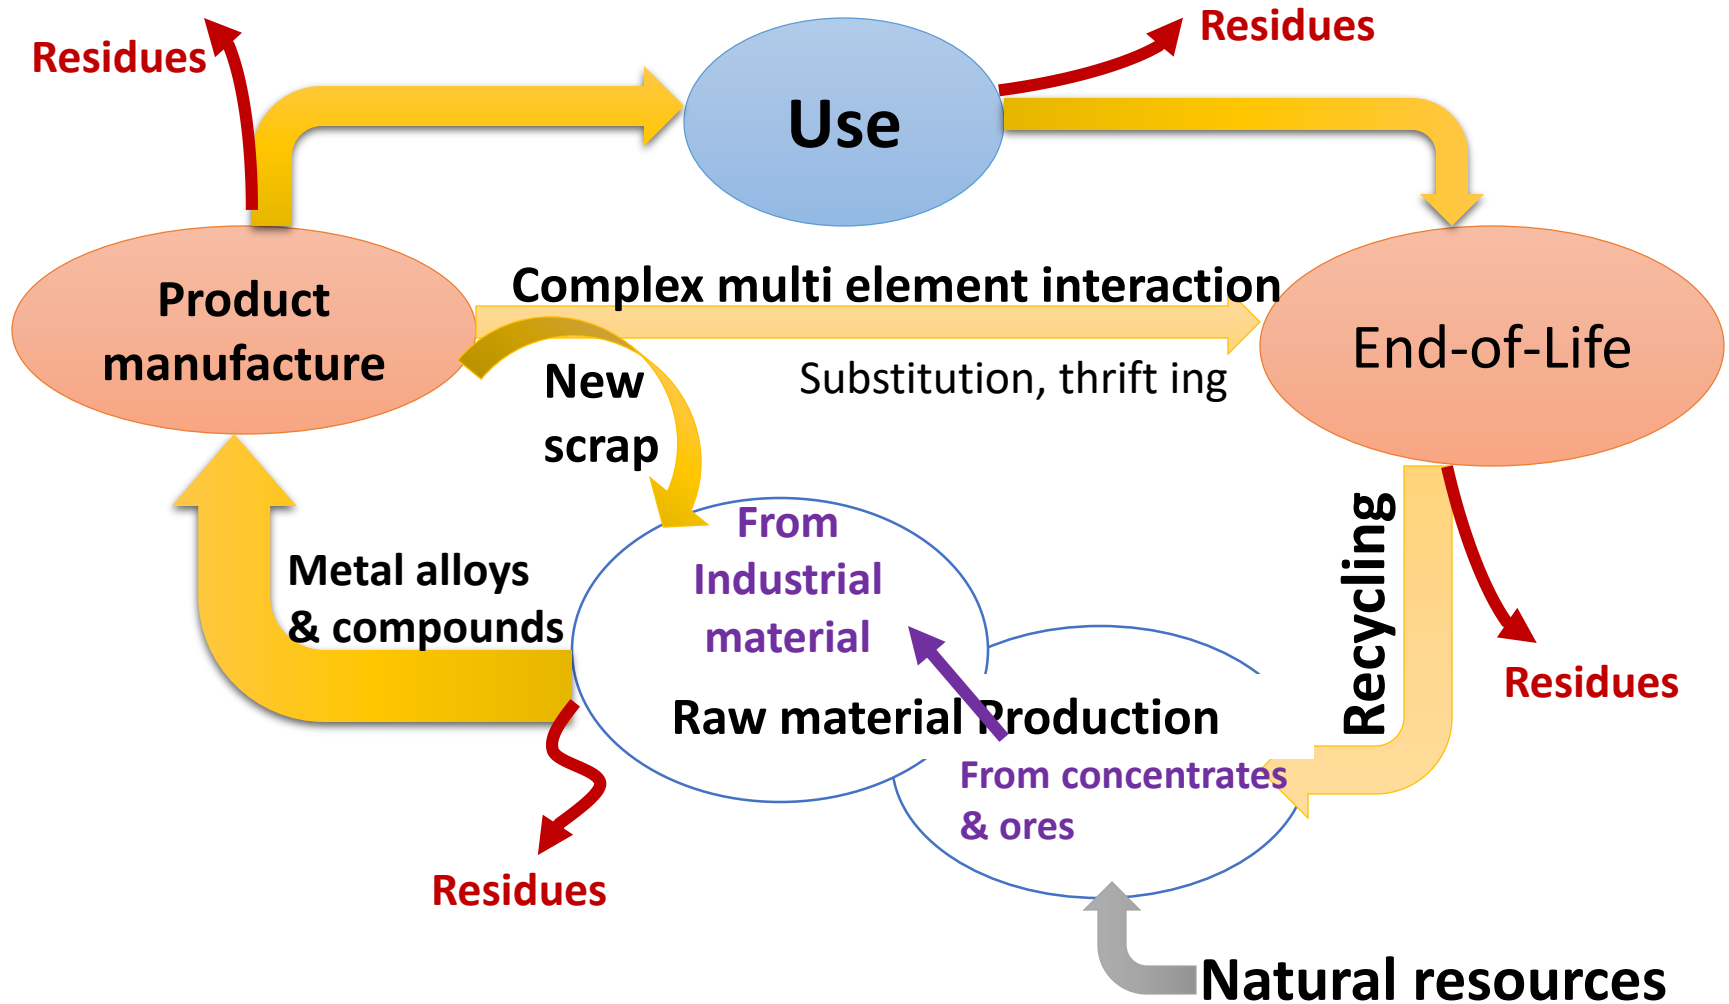 Residues
Residues
Use
Product
manufacture
Complex multi element interaction
End-of-Life
Substitution, thrift ing
New
scrap
From
Industrial
material
Recycling
Metal alloys
& compounds
Residues
Raw material Production
From concentrates
& ores
Residues
Natural resources